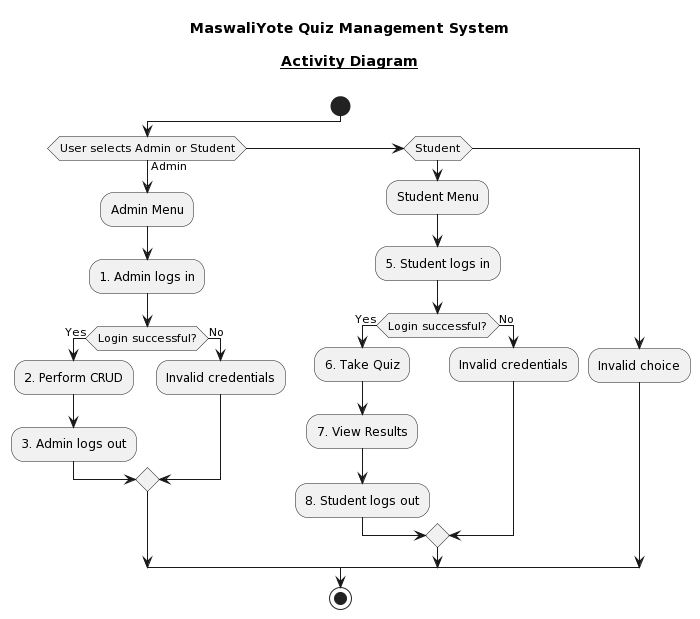 MaswaliYote Quiz Management System
Activity Diagram
User selects Admin or Student
Student
Admin
Admin Menu
Student Menu
1. Admin logs in
5. Student logs in
Yes
Login successful?
No
Yes
Login successful?
No
2. Perform CRUD
Invalid credentials
6. Take Quiz
Invalid credentials
Invalid choice
3. Admin logs out
7. View Results
8. Student logs out